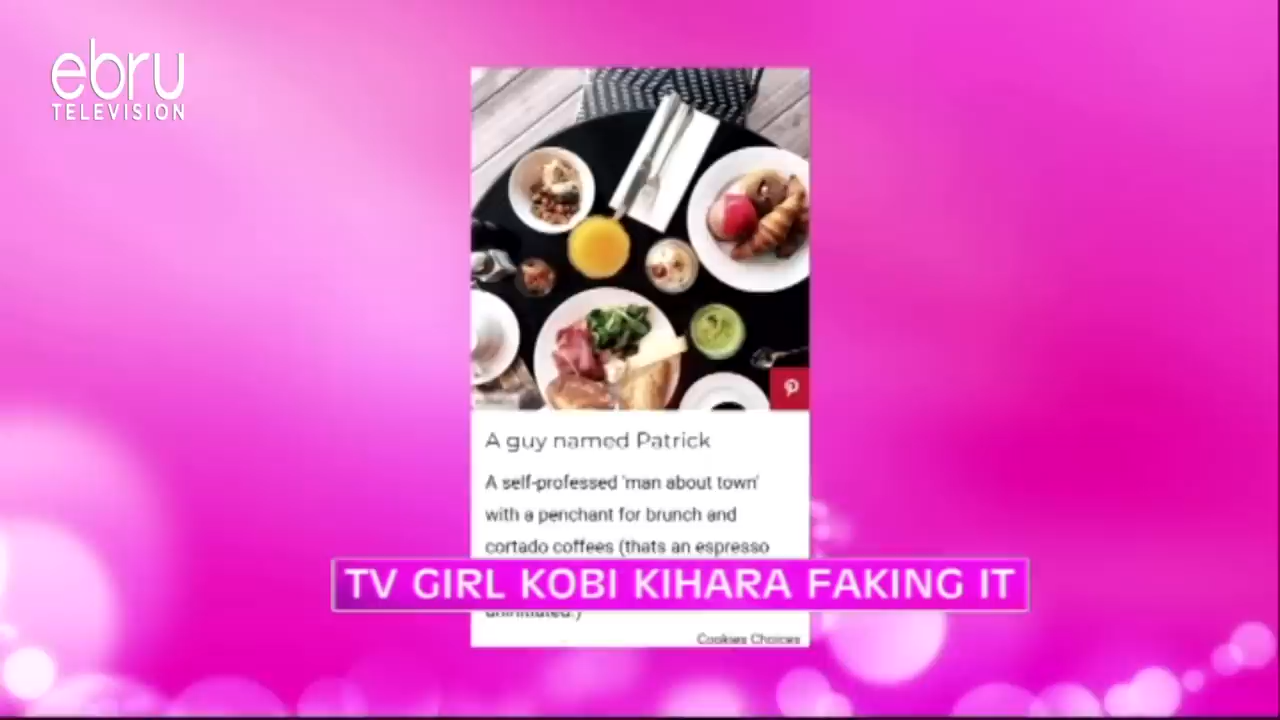 ebru
TELEVISION
A guy named Patrick
A self-professed 'man about town'
with a penchant for brunch and
cortado coffees (thats an espresso
TV GIRL KOBI KIHARA FAKING IT
uninitiated.)
Cookies Choices